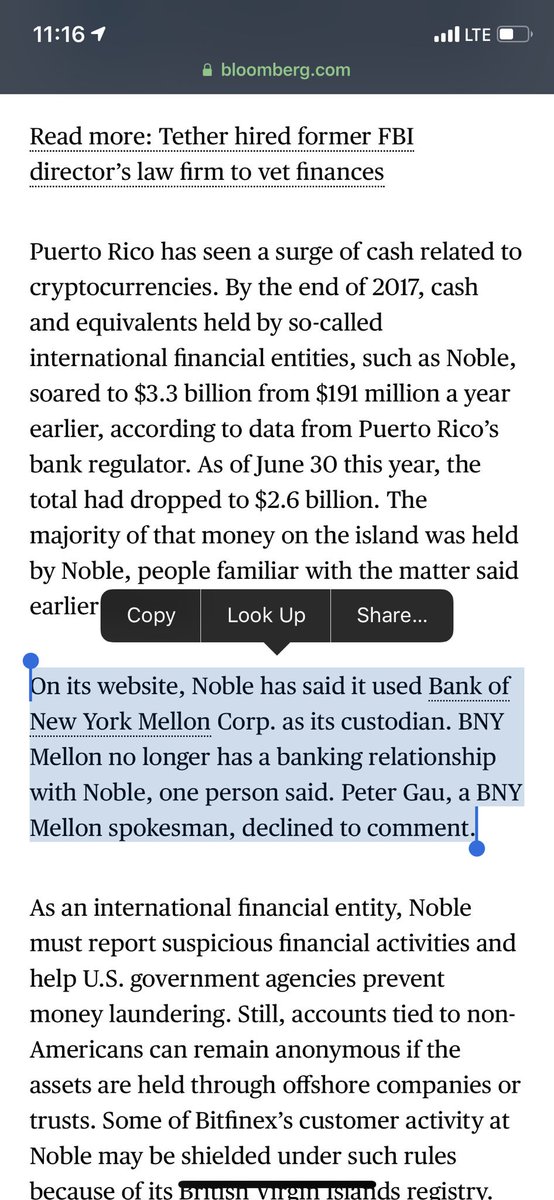 11:16
LTE
bloomberg.com
Read more: Tether hired former FBI
director’s law firm to vet finances
Puerto Rico has seen a surge of cash related to
cryptocurrencies. By the end of 2017, cash
and equivalents held by so-called
international financial entities, such as Noble,
soared to $3.3 billion from $191 million a year
earlier, according to data from Puerto Rico’s
bank regulator. As of June 30 this year, the
total had dropped to $2.6 billion. The
majority of that money on the island was held
by Noble, people familiar with the matter said
earlier
Copy
Look Up
Share...
On its website, Noble has said it used Bank of
New York Mellon Corp. as its custodian. BNY
Mellon no longer has a banking relationship
with Noble, one person said. Peter Gau, a BNY
Mellon spokesman, declined to comment.
As an international financial entity, Noble
must report suspicious financial activities and
help U.S. government agencies prevent
money laundering. Still, accounts tied to non-
Americans can remain anonymous if the
assets are held through offshore companies or
trusts. Some of Bitfinex’s customer activity at
Noble may be shielded under such rules
because of its British Virgin Islands registry.